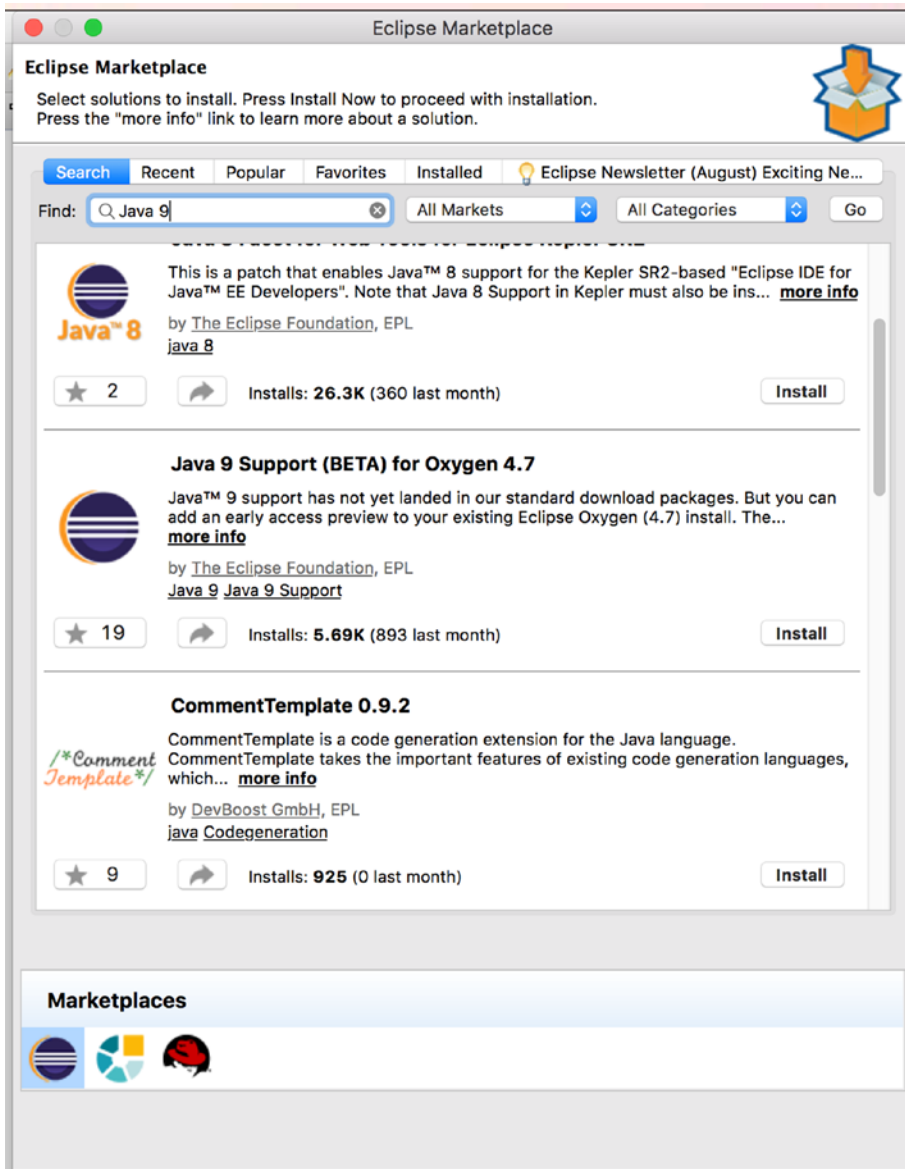 Eclipse Marketplace
Eclipse Marketplace
Select solutions to install. Press Install Now to proceed with installation.
Press the "more info" link to learn more about a solution.
Search Recent Popular Favorites Installed Eclipse Newsletter (August) Exciting Ne...
Find: Java 9 All Markets All Categories Go
Java 8 Facet for Web Tools for Eclipse Kepler SR2
This is a patch that enables Java™ 8 support for the Kepler SR2-based "Eclipse IDE for
Java™ EE Developers". Note that Java 8 Support in Kepler must also be ins... more info
Java™ 8
by The Eclipse Foundation, EPL
java 8
2 Installs: 26.3K (360 last month) Install
Java 9 Support (BETA) for Oxygen 4.7
Java™ 9 support has not yet landed in our standard download packages. But you can
add an early access preview to your existing Eclipse Oxygen (4.7) install. The...
more info
by The Eclipse Foundation, EPL
Java 9 Java 9 Support
19 Installs: 5.69K (893 last month) Install
CommentTemplate 0.9.2
/*Comment
Template*/
CommentTemplate is a code generation extension for the Java language.
CommentTemplate takes the important features of existing code generation languages,
which... more info
by DevBoost GmbH, EPL
java Codegeneration
9 Installs: 925 (0 last month) Install
Marketplaces